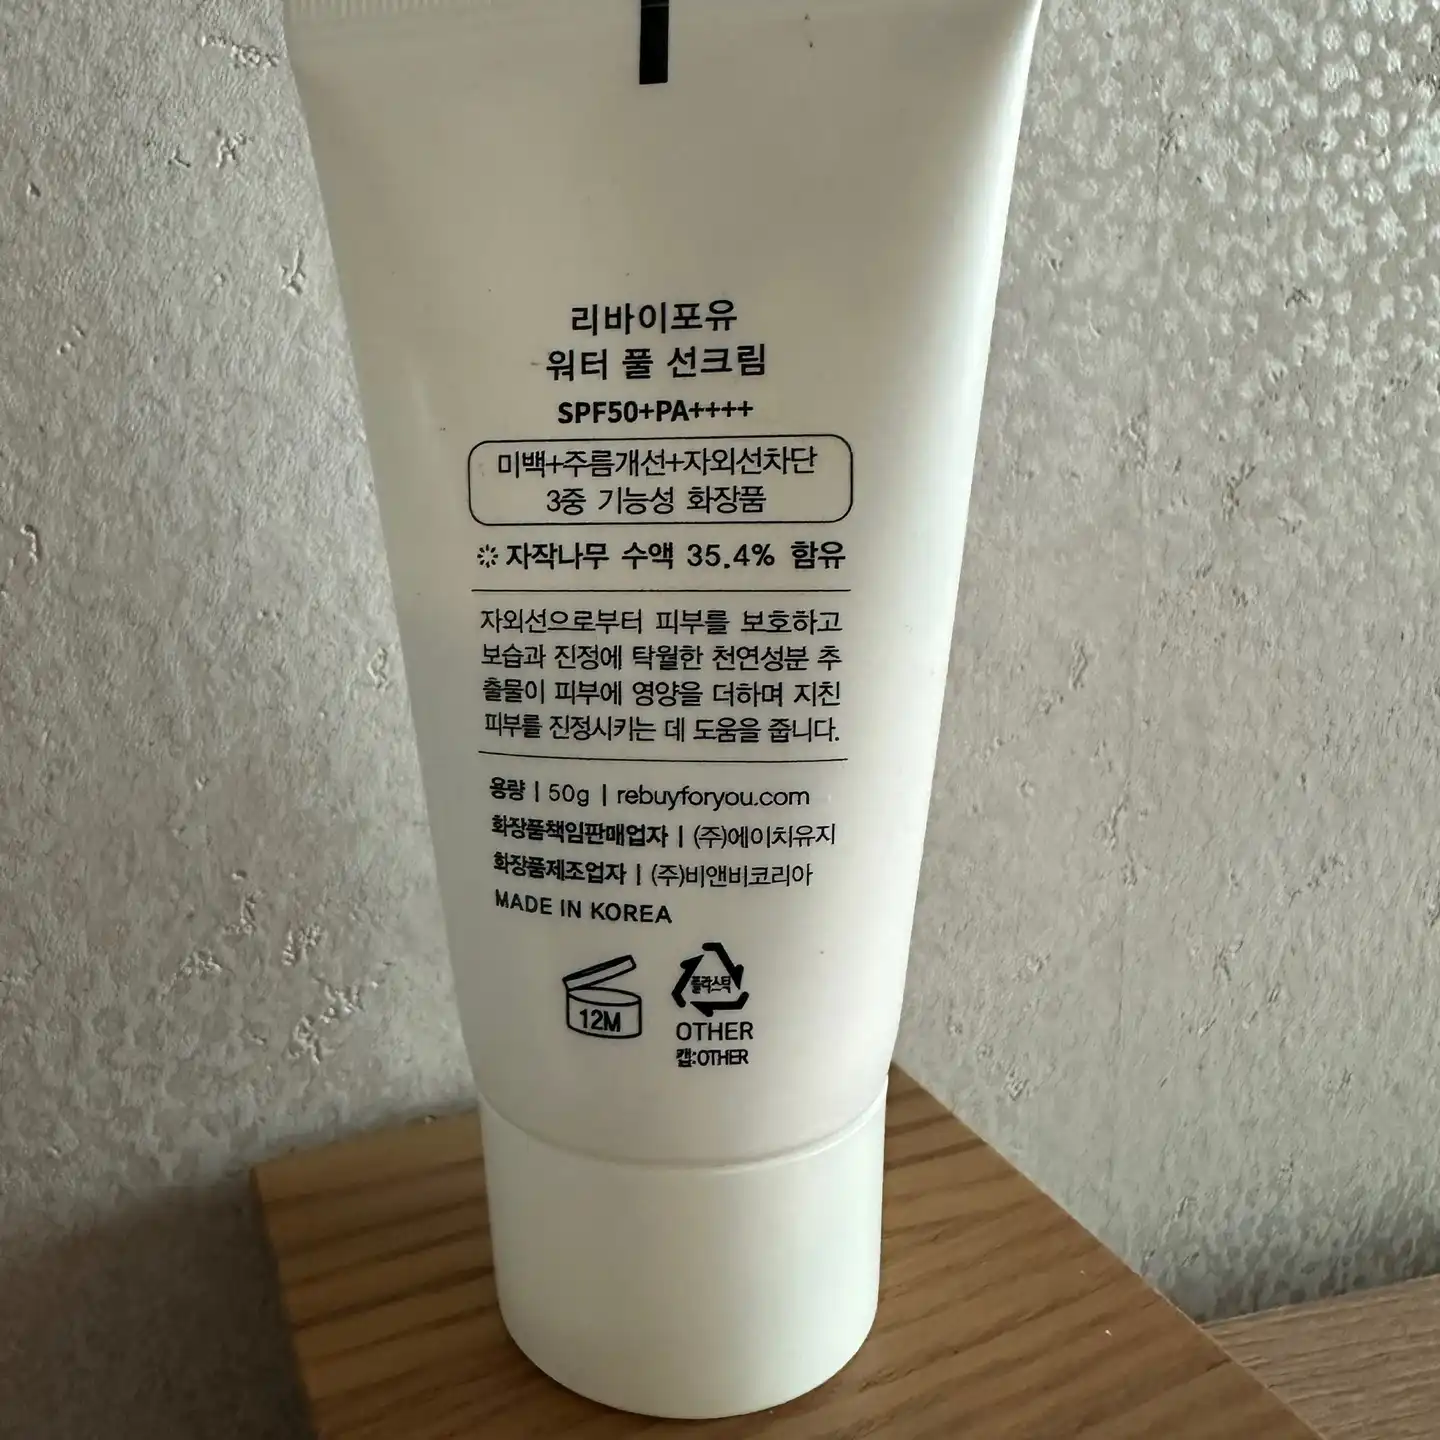 리바이포유
워터 풀 선크림
SPF50+PA++++
미백+주름개선+자외선차단
3중 기능성 화장품
자작나무 수액 35.4% 함유
자외선으로부터 피부를 보호하고
보습과 진정에 탁월한 천연성분 추
출물이 피부에 영양을 더하며 지친
피부를 진정시키는 데 도움을 줍니다.
용량 | 50g | rebuyforyou.com
화장품책임판매업자 | (주)에이치유지
화장품제조업자 | (주)비앤비코리아
MADE IN KOREA
12M
플라스틱
OTHER
캡:OTHER